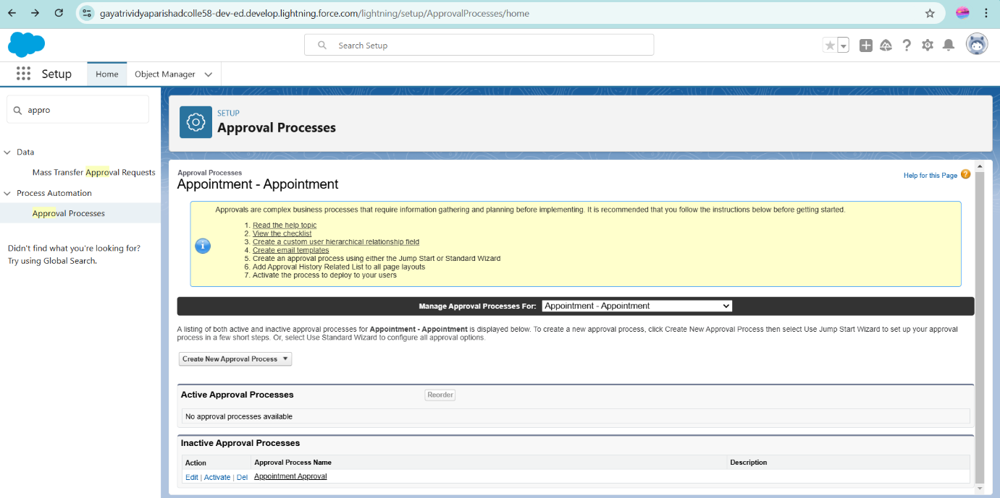 gayatrividyaparishadcolle58-dev-ed.develop.lightning.force.com/lightning/setup/ApprovalProcesses/home
Search Setup
Setup
Home
Object Manager
appro
Data
Mass Transfer Approval Requests
Process Automation
Approval Processes
Didn't find what you're looking for?
Try using Global Search.
SETUP
Approval Processes
Approval Processes
Appointment - Appointment
Help for this Page
Approvals are complex business processes that require information gathering and planning before implementing. It is recommended that you follow the instructions below before getting started.
1. Read the help topic
2. View the checklist
3. Create a custom user hierarchical relationship field
4. Create email templates
5. Create an approval process using either the Jump Start or Standard Wizard
6. Add Approval History Related List to all page layouts
7. Activate the process to deploy to your users
Manage Approval Processes For: Appointment - Appointment
A listing of both active and inactive approval processes for Appointment - Appointment is displayed below. To create a new approval process, click Create New Approval Process then select Use Jump Start Wizard to set up your approval
process in a few short steps. Or, select Use Standard Wizard to configure all approval options.
Create New Approval Process
Active Approval Processes Reorder
No approval processes available
Inactive Approval Processes
Action Approval Process Name Description
Edit | Activate | Del Appointment Approval